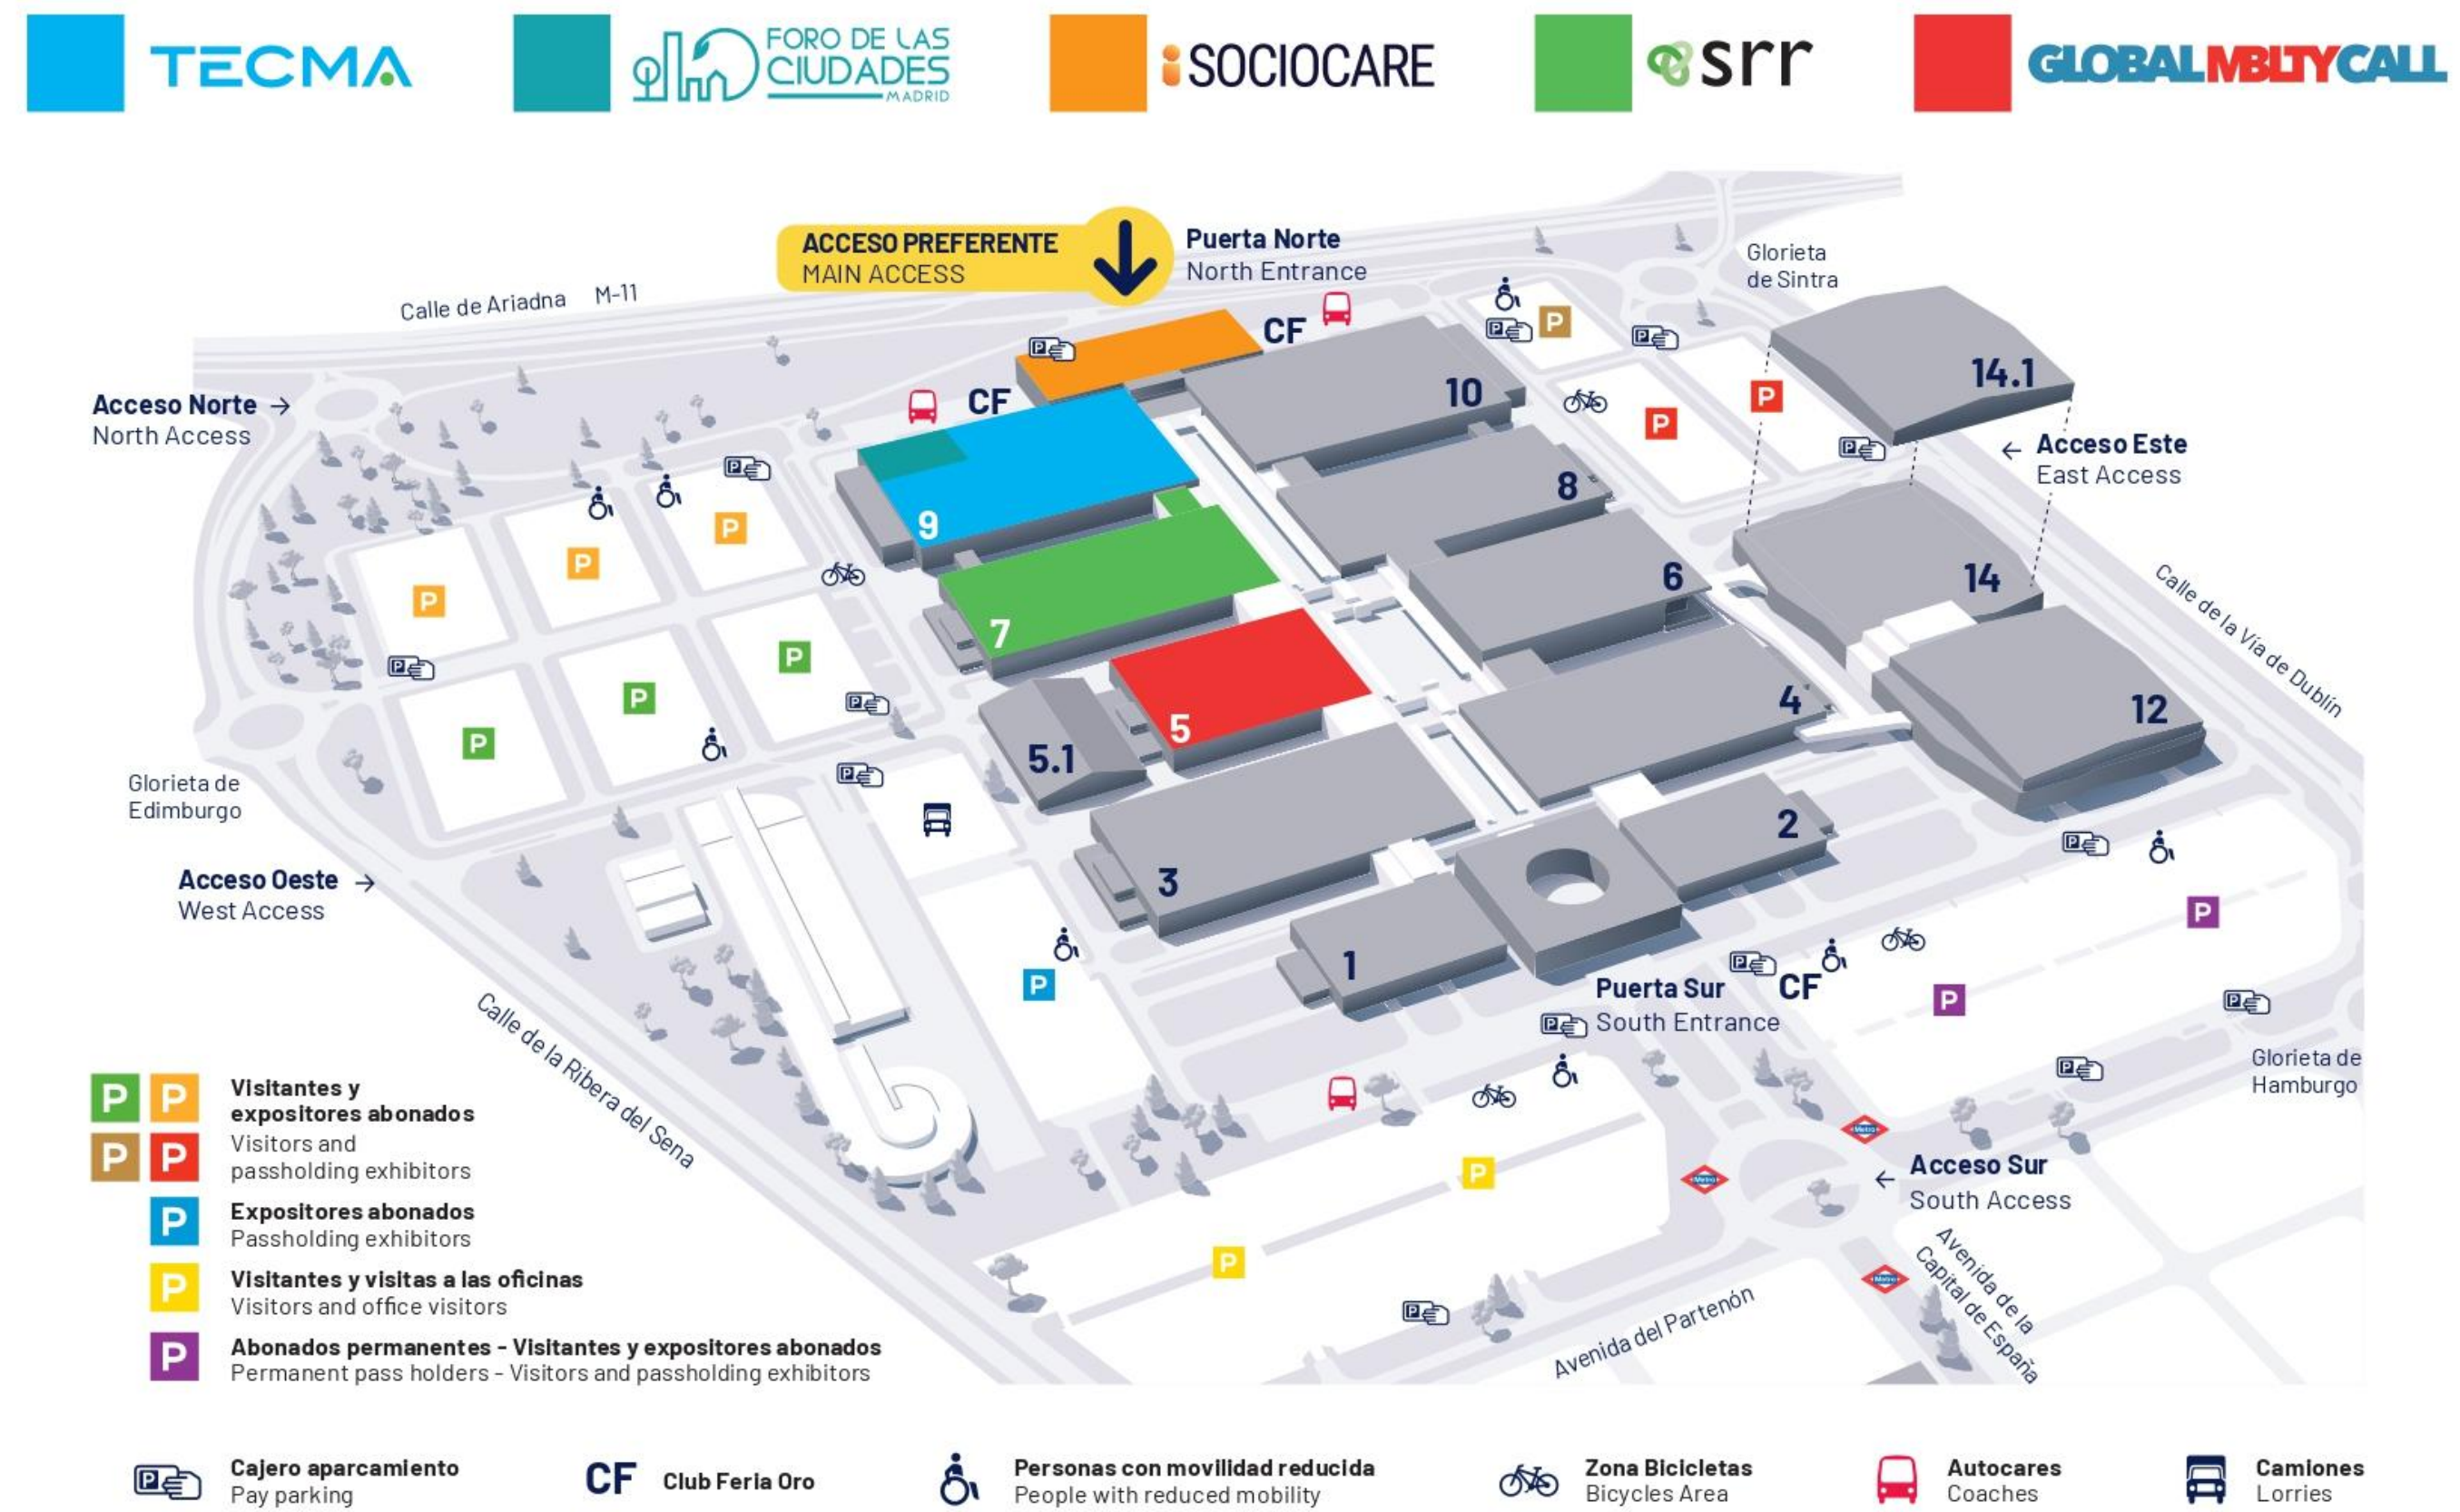 TECMA
FORO DE LAS
CIUDADES
MADRID
SOCIOCARE
srr
GLOBALMBLTYCALL
ACCESO PREFERENTE
MAIN ACCESS
Puerta Norte
North Entrance
Glorieta
de Sintra
Calle de Ariadna M-11
CF
P
P
P
14.1
10
P
P
Acceso Norte →
North Access
CF
← Acceso Este
East Access
P
P
8
9
P
P
P
6
14
Calle de la Vía de Dublín
7
P
P
P
P
P
4
12
5
P
5.1
P
Glorieta de
Edimburgo
2
P
Acceso Oeste →
West Access
3
P
1
P
P
CF
Puerta Sur
P South Entrance
P
P
Calle de la Ribera del Sena
P
Glorieta de
Hamburgo
Metro
Metro
← Acceso Sur
South Access
P
P
Metro
Avenida de la
Capital de España
P
Avenida del Partenón
P P Visitantes y
expositores abonados
P P Visitors and
passholding exhibitors
P Expositores abonados
Passholding exhibitors
P Visitantes y visitas a las oficinas
Visitors and office visitors
P Abonados permanentes - Visitantes y expositores abonados
Permanent pass holders - Visitors and passholding exhibitors
P Cajero aparcamiento
Pay parking
CF Club Feria Oro
Personas con movilidad reducida
People with reduced mobility
Zona Bicicletas
Bicycles Area
Autocares
Coaches
Camiones
Lorries